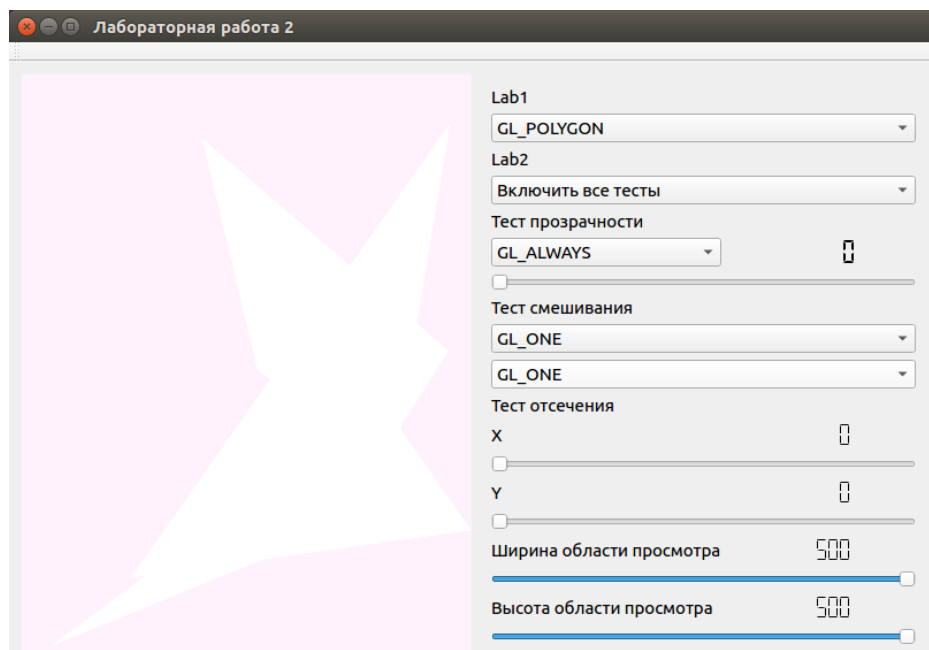 Лабораторная работа 2
Lab1
GL_POLYGON
Lab2
Включить все тесты
Тест прозрачности
GL_ALWAYS 0
Тест смешивания
GL_ONE
GL_ONE
Тест отсечения
X 0
Y 0
Ширина области просмотра 500
Высота области просмотра 500